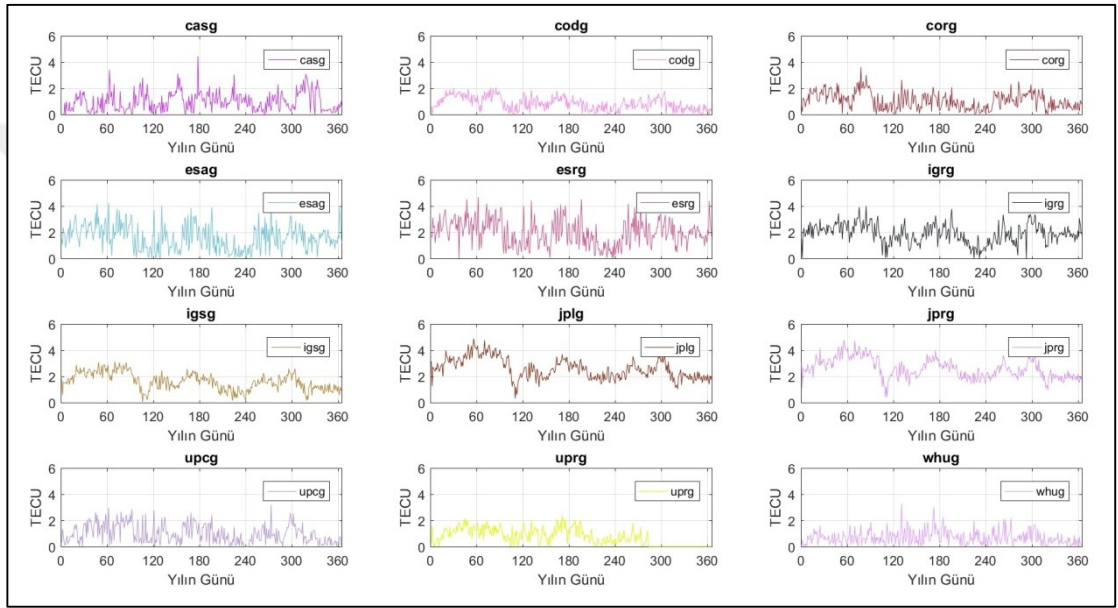 casg codg corg
6 6 6
TECU 4 casg TECU 4 codg TECU 4 corg
2 2 2
0 0 0
0 60 120 180 240 300 360 0 60 120 180 240 300 360 0 60 120 180 240 300 360
Yılın Günü Yılın Günü Yılın Günü
esag esrg igrg
6 6 6
TECU 4 esag TECU 4 esrg TECU 4 igrg
2 2 2
0 0 0
0 60 120 180 240 300 360 0 60 120 180 240 300 360 0 60 120 180 240 300 360
Yılın Günü Yılın Günü Yılın Günü
igsg jplg jprg
6 6 6
TECU 4 igsg TECU 4 jplg TECU 4 jprg
2 2 2
0 0 0
0 60 120 180 240 300 360 0 60 120 180 240 300 360 0 60 120 180 240 300 360
Yılın Günü Yılın Günü Yılın Günü
upcg uprg whug
6 6 6
TECU 4 upcg TECU 4 uprg TECU 4 whug
2 2 2
0 0 0
0 60 120 180 240 300 360 0 60 120 180 240 300 360 0 60 120 180 240 300 360
Yılın Günü Yılın Günü Yılın Günü